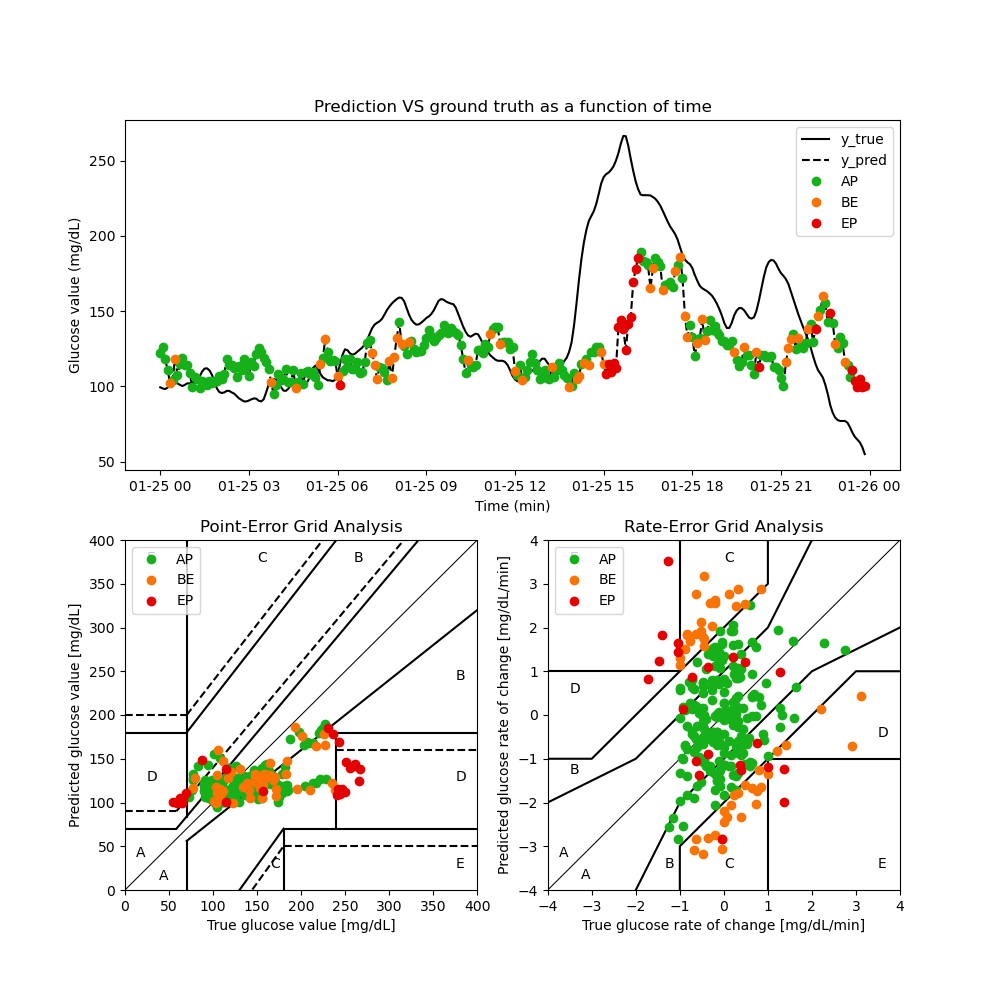 Prediction VS ground truth as a function of time
Glucose value (mg/dL)
250
200
150
100
50
y_true
y_pred
AP
BE
EP
01-25 00 01-25 03 01-25 06 01-25 09 01-25 12 01-25 15 01-25 18 01-25 21 01-26 00
Time (min)
Point-Error Grid Analysis
Predicted glucose value [mg/dL]
400
350
300
250
200
150
100
50
0
AP
BE
EP
C
B
B
D
D
A
A
C
E
0 50 100 150 200 250 300 350 400
True glucose value [mg/dL]
Rate-Error Grid Analysis
Predicted glucose rate of change [mg/dL/min]
4
3
2
1
0
−1
−2
−3
−4
AP
BE
EP
C
D
D
B
A
A
B
C
E
−4 −3 −2 −1 0 1 2 3 4
True glucose rate of change [mg/dL/min]